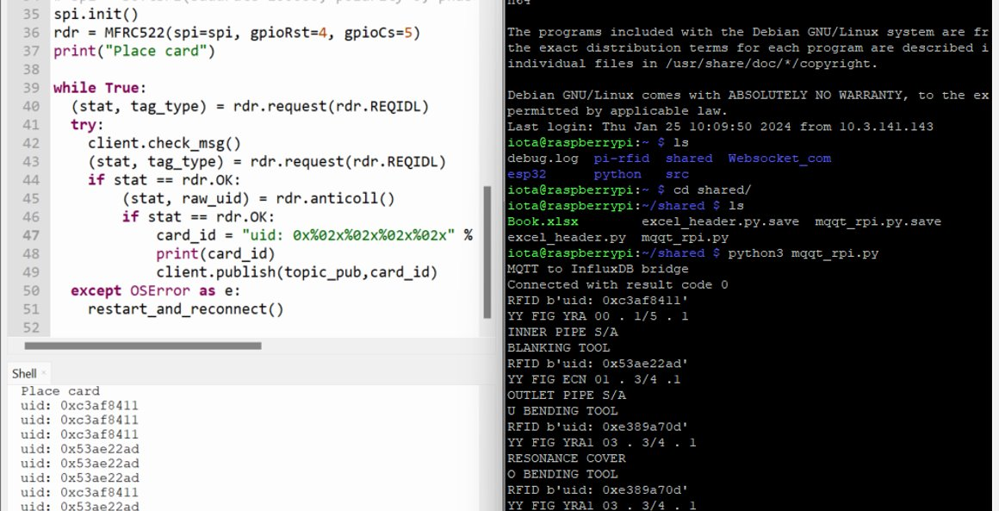 35 spi.init()
36 rdr = MFRC522(spi=spi, gpioRst=4, gpioCs=5)
37 print("Place card")
38
39 while True:
40 (stat, tag_type) = rdr.request(rdr.REQIDL)
41 try:
42 client.check_msg()
43 (stat, tag_type) = rdr.request(rdr.REQIDL)
44 if stat == rdr.OK:
45 (stat, raw_uid) = rdr.anticoll()
46 if stat == rdr.OK:
47 card_id = "uid: 0x%02x%02x%02x%02x" %
48 print(card_id)
49 client.publish(topic_pub,card_id)
50 except OSError as e:
51 restart_and_reconnect()
52
Shell
Place card
uid: 0xc3af8411
uid: 0xc3af8411
uid: 0xc3af8411
uid: 0x53ae22ad
uid: 0x53ae22ad
uid: 0x53ae22ad
uid: 0xc3af8411
uid: 0x53ae22ad
The programs included with the Debian GNU/Linux system are fr
the exact distribution terms for each program are described i
individual files in /usr/share/doc/*/copyright.
Debian GNU/Linux comes with ABSOLUTELY NO WARRANTY, to the ex
permitted by applicable law.
Last login: Thu Jan 25 10:09:50 2024 from 10.3.141.143
iota@raspberrypi:~ $ ls
debug.log pi-rfid shared Websocket_com
esp32 python src
iota@raspberrypi:~ $ cd shared/
iota@raspberrypi:~/shared $ ls
Book.xlsx excel_header.py.save mqqt_rpi.py.save
excel_header.py mqqt_rpi.py
iota@raspberrypi:~/shared $ python3 mqqt_rpi.py
MQTT to InfluxDB bridge
Connected with result code 0
RFID b'uid: 0xc3af8411'
YY FIG YRA 00 . 1/5 . 1
INNER PIPE S/A
BLANKING TOOL
RFID b'uid: 0x53ae22ad'
YY FIG ECN 01 . 3/4 .1
OUTLET PIPE S/A
U BENDING TOOL
RFID b'uid: 0xe389a70d'
YY FIG YRA1 03 . 3/4 . 1
RESONANCE COVER
O BENDING TOOL
RFID b'uid: 0xe389a70d'
YY FIG YRA1 03 . 3/4 . 1